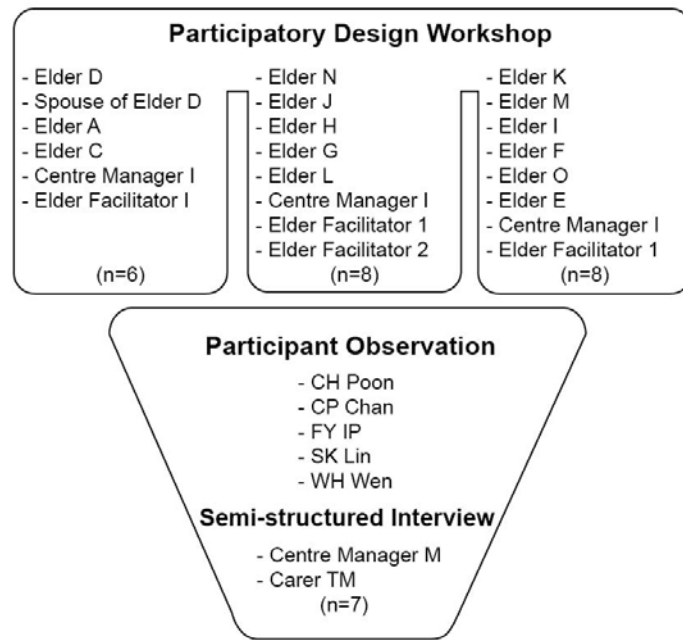 Participatory Design Workshop
- Elder D
- Spouse of Elder D
- Elder A
- Elder C
- Centre Manager I
- Elder Facilitator I
(n=6)
- Elder N
- Elder J
- Elder H
- Elder G
- Elder L
- Centre Manager I
- Elder Facilitator 1
- Elder Facilitator 2
(n=8)
- Elder K
- Elder M
- Elder I
- Elder F
- Elder O
- Elder E
- Centre Manager I
- Elder Facilitator 1
(n=8)
Participant Observation
- CH Poon
- CP Chan
- FY IP
- SK Lin
- WH Wen
Semi-structured Interview
- Centre Manager M
- Carer TM
(n=7)